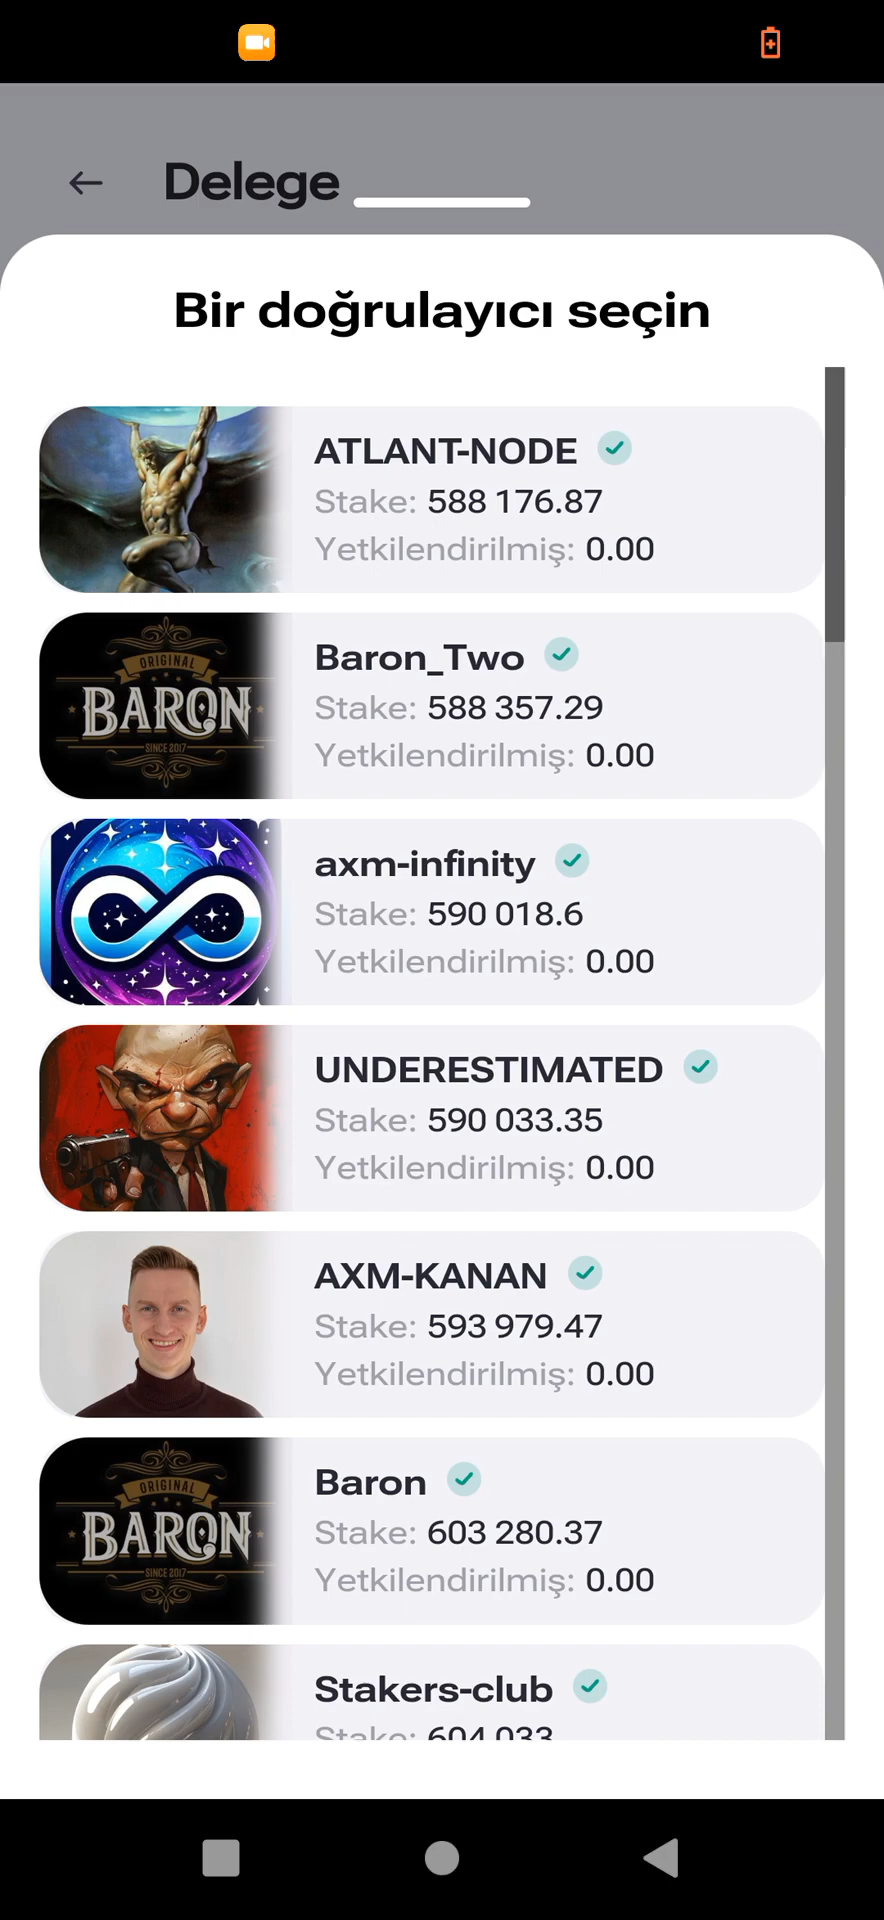 Delege
Bir doğrulayıcı seçin
ATLANT-NODE
Stake: 588 176.87
Yetkilendirilmiş: 0.00
ORIGINAL
BARON
SINCE 2017
Baron_Two
Stake: 588 357.29
Yetkilendirilmiş: 0.00
axm-infinity
Stake: 590 018.6
Yetkilendirilmiş: 0.00
UNDERESTIMATED
Stake: 590 033.35
Yetkilendirilmiş: 0.00
AXM-KANAN
Stake: 593 979.47
Yetkilendirilmiş: 0.00
ORIGINAL
BARON
SINCE 2017
Baron
Stake: 603 280.37
Yetkilendirilmiş: 0.00
Stakers-club
Stake: 604 033